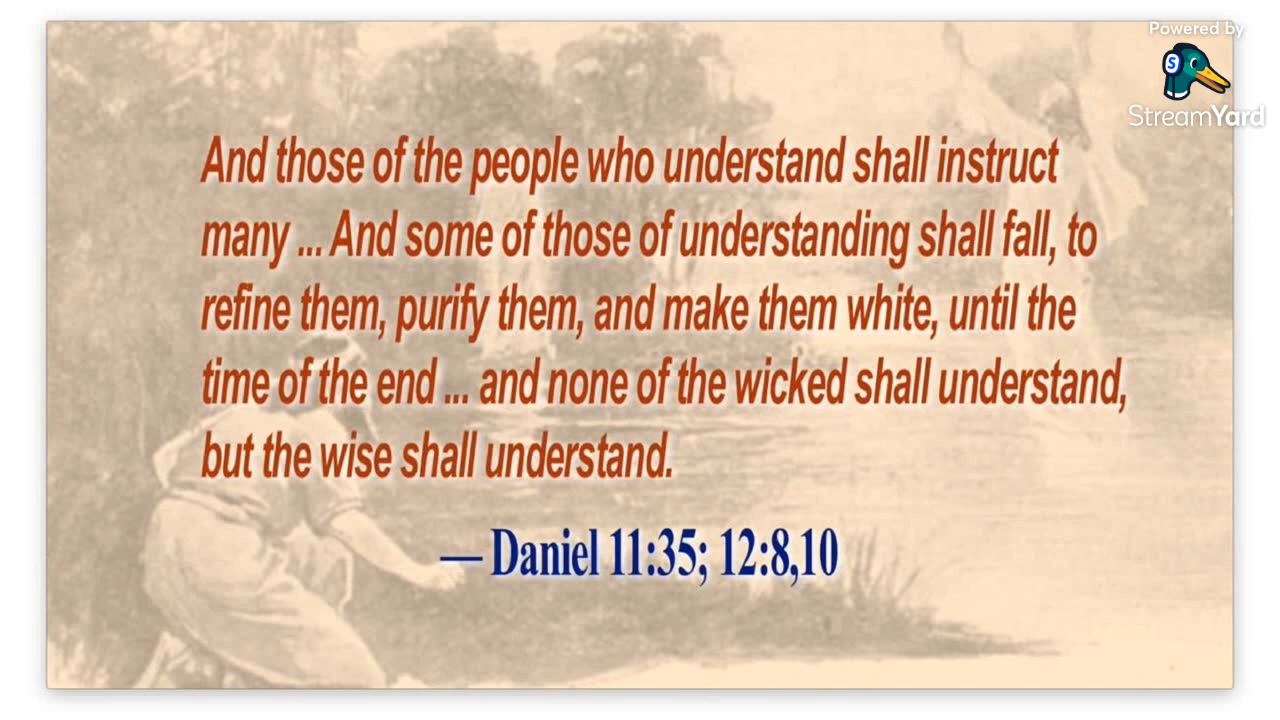 Powered by
S
StreamYard
And those of the people who understand shall instruct
many ... And some of those of understanding shall fall, to
refine them, purify them, and make them white, until the
time of the end ... and none of the wicked shall understand,
but the wise shall understand.
— Daniel 11:35; 12:8,10